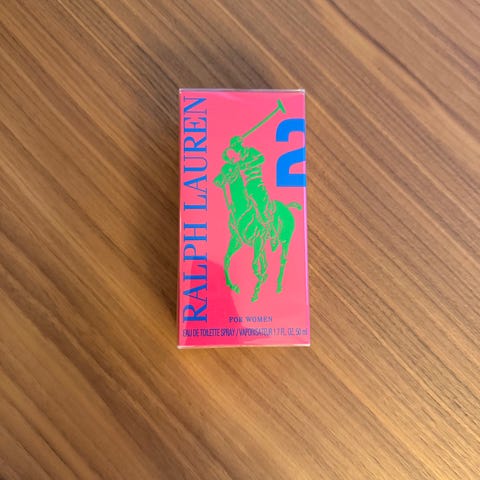 RALPH LAUREN
2
FOR WOMEN
EAU DE TOILETTE SPRAY / VAPORISATEUR 1.7 FL. OZ. 50 ml